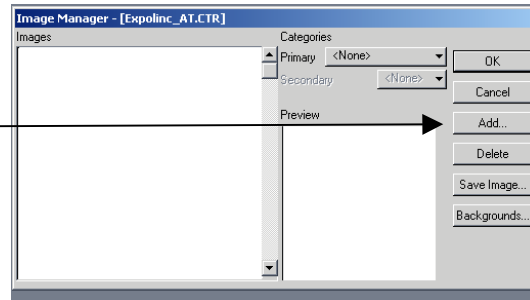 Image Manager - [Expolinc_AT.CTR]
Images
Categories
Primary <None>
Secondary <None>
Preview
OK
Cancel
Add...
Delete
Save Image...
Backgrounds...